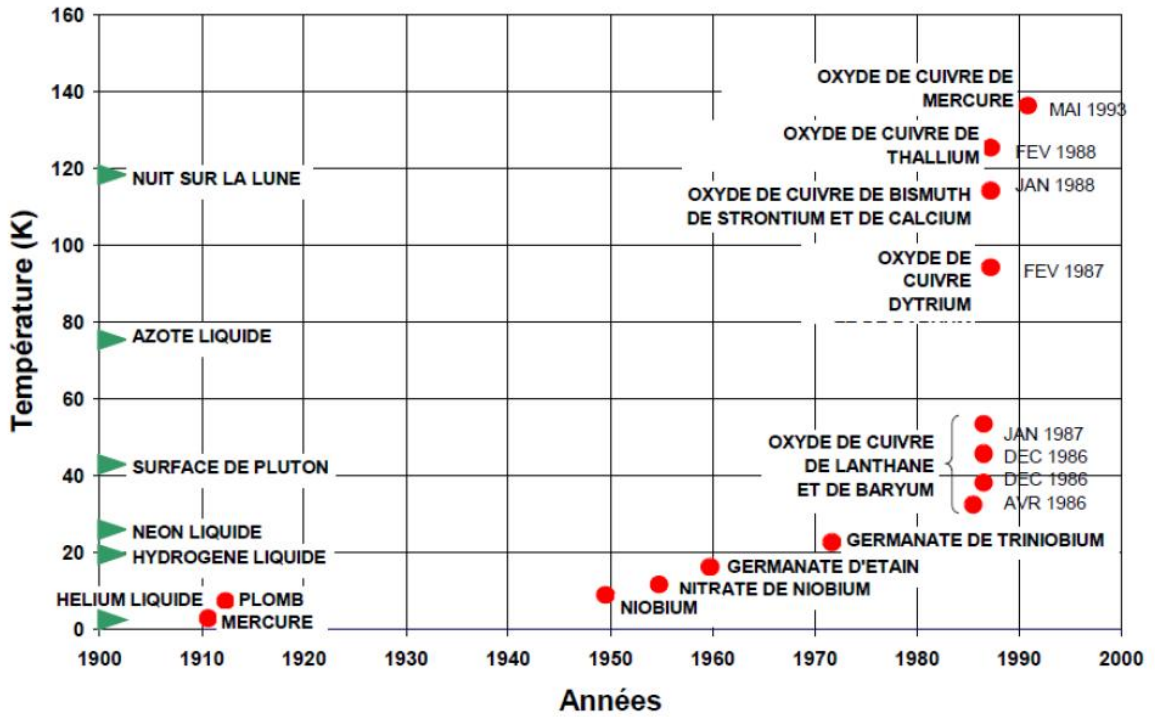 160
140
120
100
80
60
40
20
0
Température (K)
OXYDE DE CUIVRE DE
MERCURE
MAI 1993
OXYDE DE CUIVRE DE
THALLIUM
FEV 1988
NUIT SUR LA LUNE
JAN 1988
OXYDE DE CUIVRE DE BISMUTH
DE STRONTIUM ET DE CALCIUM
OXYDE DE
CUIVRE
DYTRIUM
FEV 1987
AZOTE LIQUIDE
SURFACE DE PLUTON
OXYDE DE CUIVRE
DE LANTHANE
ET DE BARYUM
JAN 1987
DEC 1986
DEC 1986
AVR 1986
NEON LIQUIDE
HYDROGENE LIQUIDE
GERMANATE DE TRINIOBIUM
GERMANATE D'ETAIN
NITRATE DE NIOBIUM
NIOBIUM
HELIUM LIQUIDE
PLOMB
MERCURE
1900 1910 1920 1930 1940 1950 1960 1970 1980 1990 2000
Années